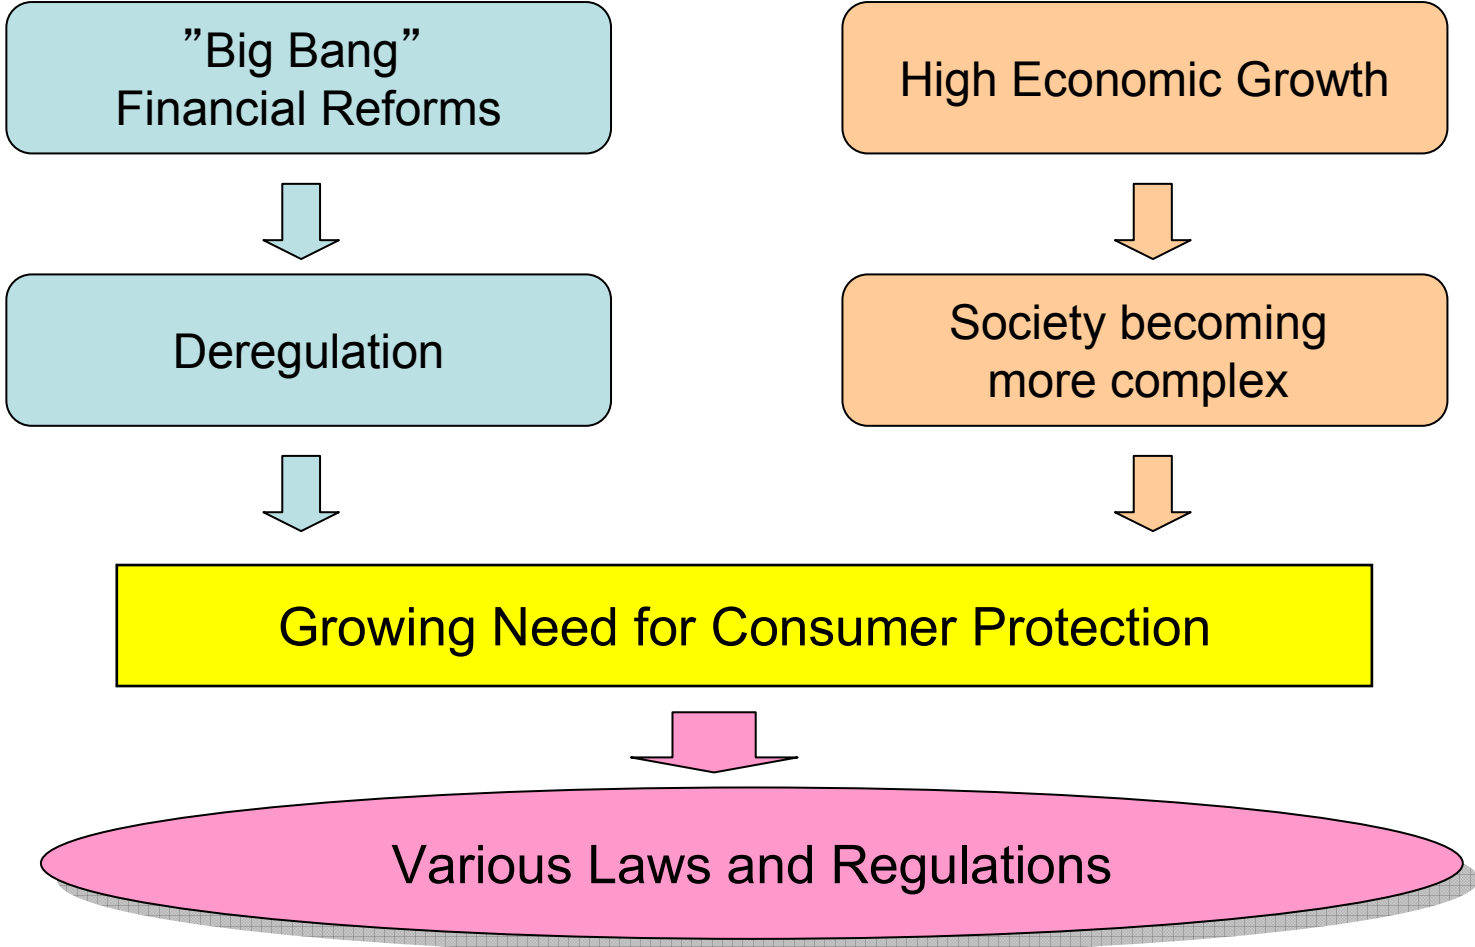 ”Big Bang”
Financial Reforms
High Economic Growth
Deregulation
Society becoming
more complex
Growing Need for Consumer Protection
Various Laws and Regulations